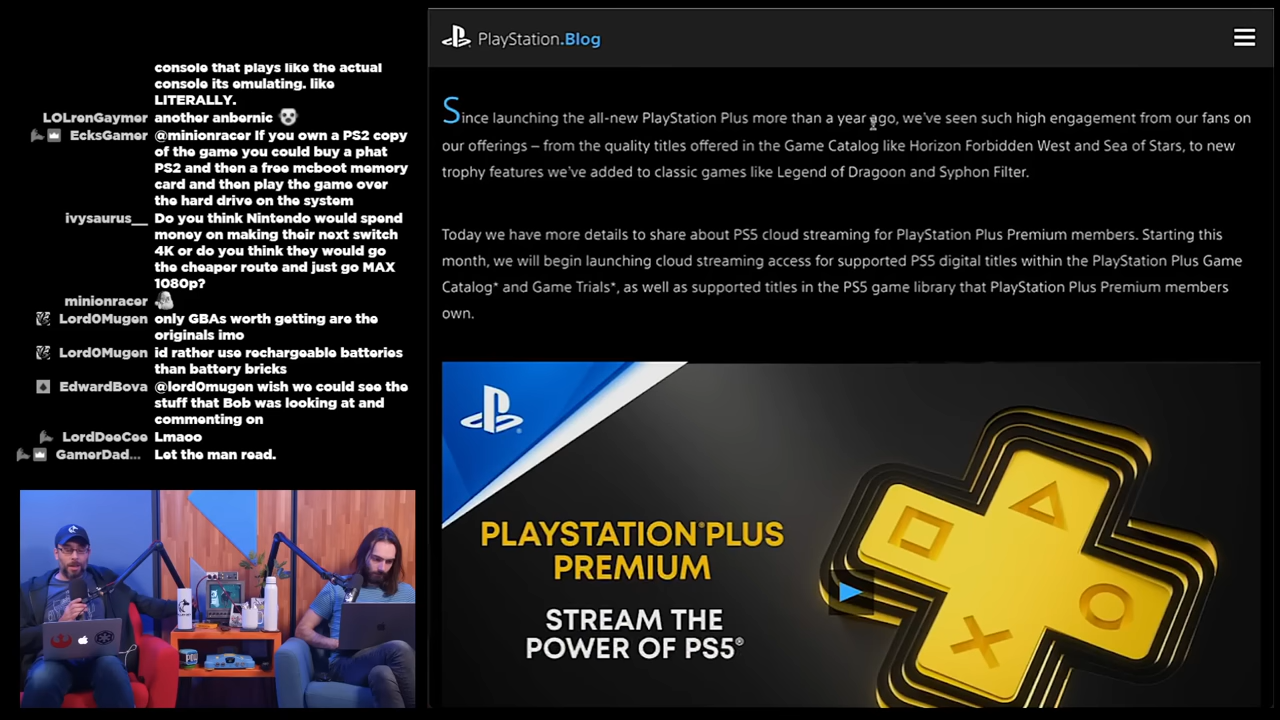 console that plays like the actual
console its emulating. like
LITERALLY.
LOLrenGaymer another anbernic
EcksGamer @minionracer If you own a PS2 copy
of the game you could buy a phat
PS2 and then a free mcboot memory
card and then play the game over
the hard drive on the system
ivysaurus__ Do you think Nintendo would spend
money on making their next switch
4K or do you think they would go
the cheaper route and just go MAX
1080p?
minionracer
Lord0Mugen only GBAs worth getting are the
originals imo
Lord0Mugen id rather use rechargeable batteries
than battery bricks
EdwardBova @lord0mugen wish we could see the
stuff that Bob was looking at and
commenting on
LordDeeCee Lmaoo
GamerDad... Let the man read.
PlayStation.Blog
Since launching the all-new PlayStation Plus more than a year ago, we've seen such high engagement from our fans on
our offerings – from the quality titles offered in the Game Catalog like Horizon Forbidden West and Sea of Stars, to new
trophy features we've added to classic games like Legend of Dragoon and Syphon Filter.
Today we have more details to share about PS5 cloud streaming for PlayStation Plus Premium members. Starting this
month, we will begin launching cloud streaming access for supported PS5 digital titles within the PlayStation Plus Game
Catalog* and Game Trials*, as well as supported titles in the PS5 game library that PlayStation Plus Premium members
own.
PLAYSTATION®PLUS
PREMIUM
STREAM THE
POWER OF PS5®